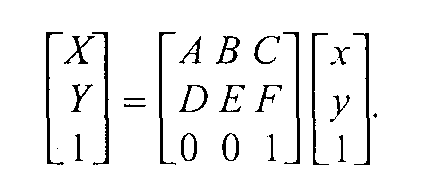 [X] [A B C] [x]
[Y] = [D E F] [y].
[1] [0 0 1] [1]